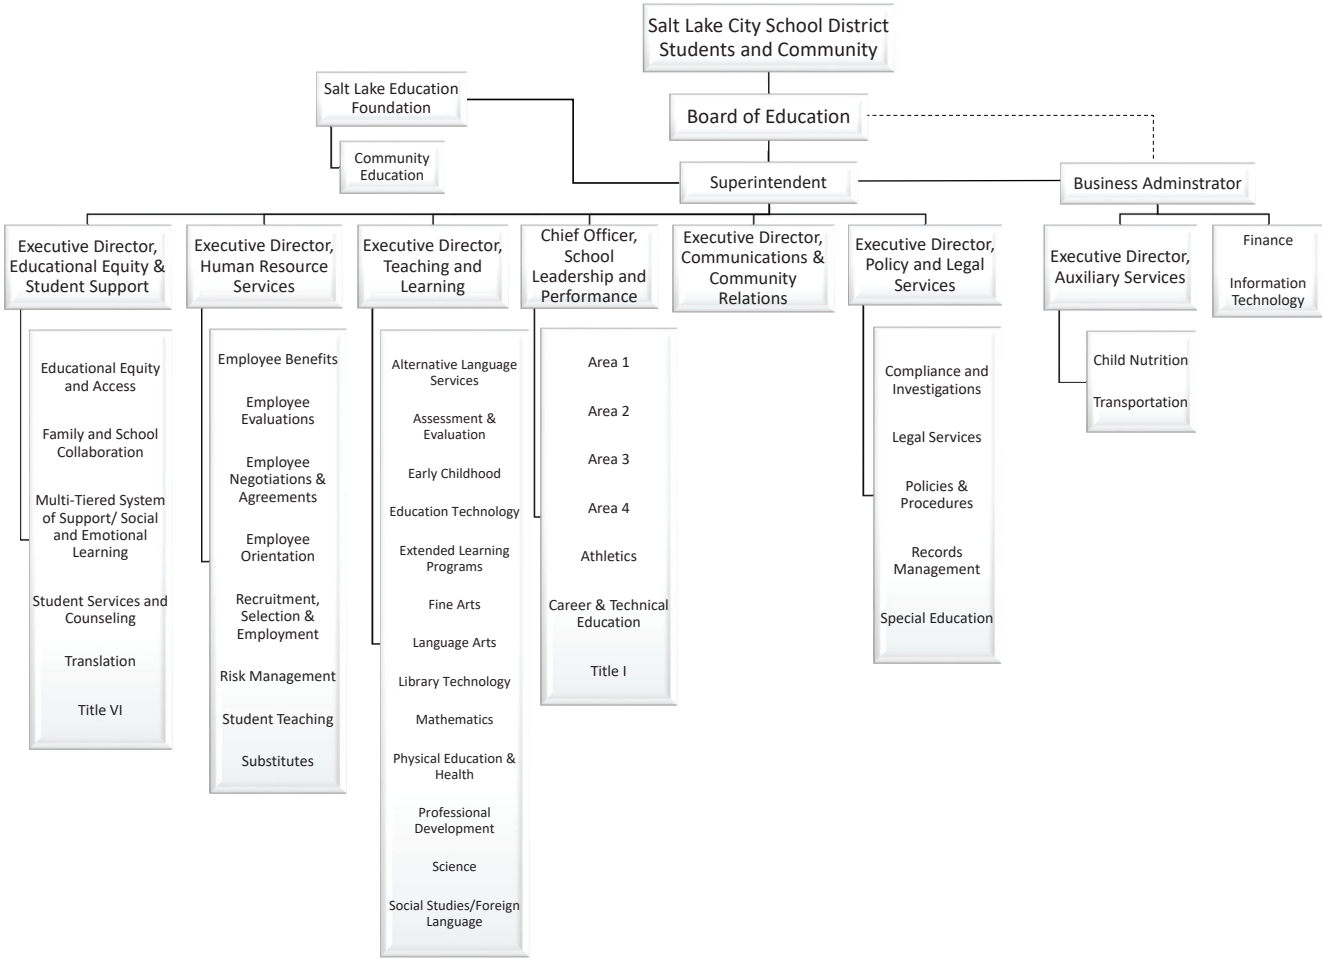 Salt Lake City School District
Students and Community
Salt Lake Education
Foundation
Board of Education
Community
Education
Superintendent
Business Adminstrator
Executive Director,
Educational Equity &
Student Support
Executive Director,
Human Resource
Services
Executive Director,
Teaching and
Learning
Chief Officer,
School
Leadership and
Performance
Executive Director,
Communications &
Community
Relations
Executive Director,
Policy and Legal
Services
Executive Director,
Auxiliary Services
Finance
Information
Technology
Educational Equity
and Access
Family and School
Collaboration
Multi-Tiered System
of Support/ Social
and Emotional
Learning
Student Services and
Counseling
Translation
Title VI
Employee Benefits
Employee
Evaluations
Employee
Negotiations &
Agreements
Employee
Orientation
Recruitment,
Selection &
Employment
Risk Management
Student Teaching
Substitutes
Alternative Language
Services
Assessment &
Evaluation
Early Childhood
Education Technology
Extended Learning
Programs
Fine Arts
Language Arts
Library Technology
Mathematics
Physical Education &
Health
Professional
Development
Science
Social Studies/Foreign
Language
Area 1
Area 2
Area 3
Area 4
Athletics
Career & Technical
Education
Title I
Compliance and
Investigations
Legal Services
Policies &
Procedures
Records
Management
Special Education
Child Nutrition
Transportation